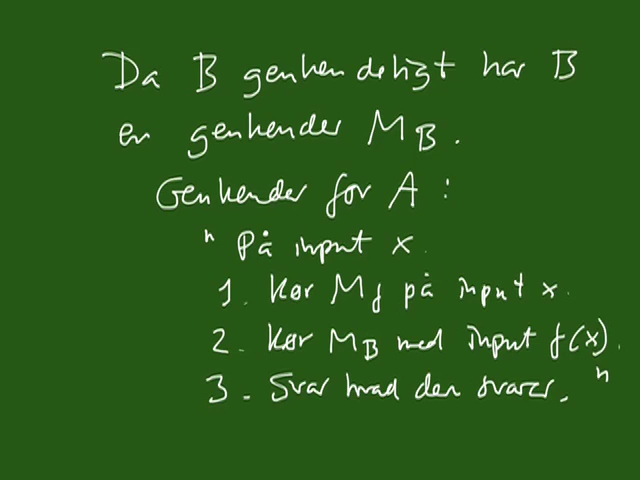 Da B genkendeligt har B
en genkender M_B.
Genkender for A :
" På input x.
1. Kør M_f på input x.
2. Kør M_B med input f(x).
3. Svar hvad den svarer. "